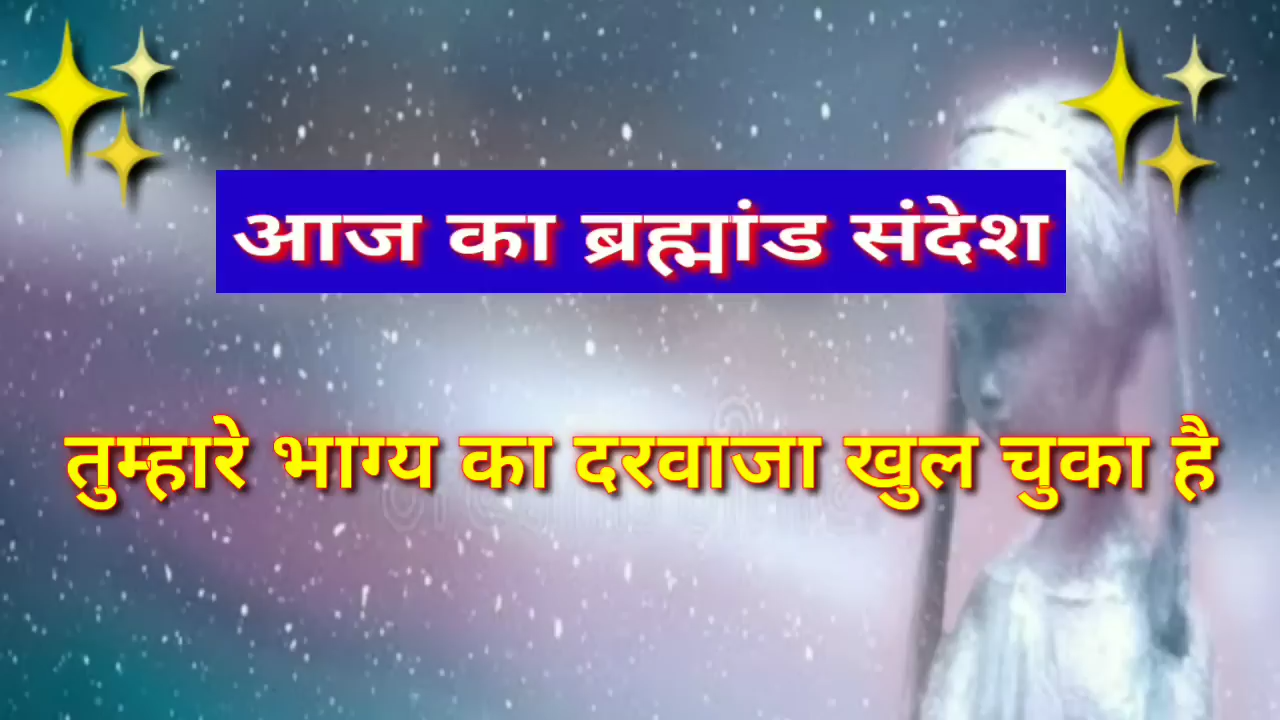 आज का ब्रह्मांड संदेश
तुम्हारे भाग्य का दरवाजा खुल चुका है